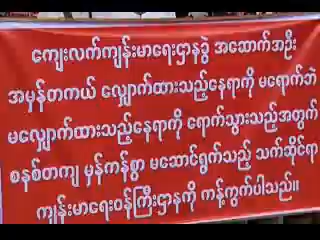 ကျေးလက်ကျန်းမာရေးဌာနခွဲ အဆောက်အဦး
အမှန်တကယ် လျှောက်ထားသည့်နေရာကို မရောက်ဘဲ
မလျှောက်ထားသည့်နေရာကို ရောက်သွားသည့်အတွက်
စနစ်တကျ မှန်ကန်စွာ မဆောင်ရွက်သည့် သက်ဆိုင်ရာ
ကျန်းမာရေးဝန်ကြီးဌာနကို ကန့်ကွက်ပါသည်။